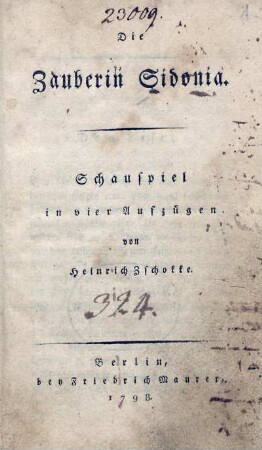 23009.
Die
Zauberin Sidonia.
Schauspiel
in vier Aufzügen
von
Heinrich Zschokke.
324.
Berlin,
bey Friedrich Maurer,
1798.